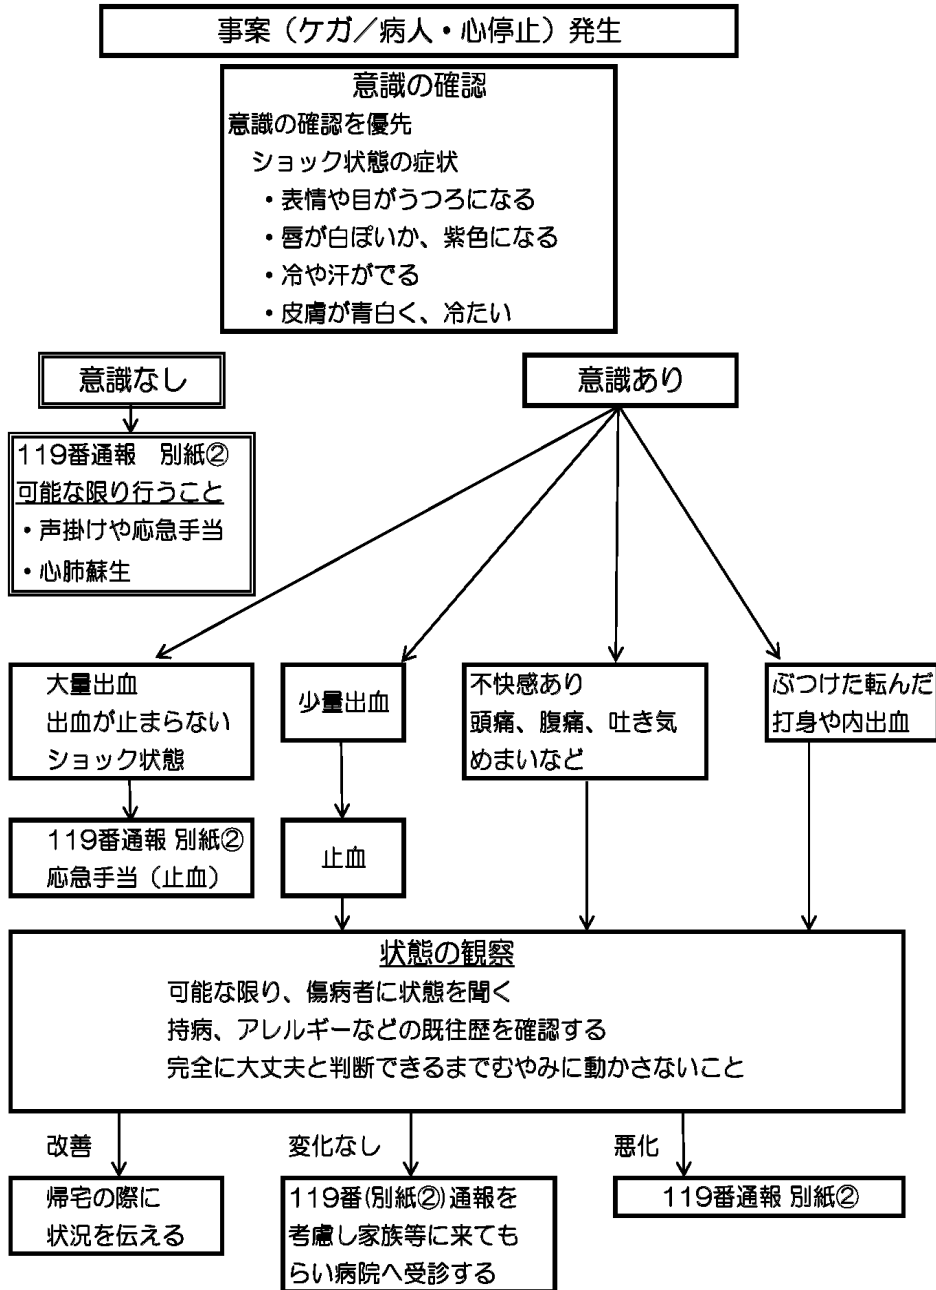 事案（ケガ／病人・心停止）発生
意識の確認
意識の確認を優先
ショック状態の症状
・表情や目がうつろになる
・唇が白ぽいか、紫色になる
・冷や汗がでる
・皮膚が青白く、冷たい
意識なし
意識あり
119番通報　別紙②
可能な限り行うこと
・声掛けや応急手当
・心肺蘇生
大量出血
出血が止まらない
ショック状態
少量出血
不快感あり
頭痛、腹痛、吐き気
めまいなど
ぶつけた転んだ
打身や内出血
119番通報 別紙②
応急手当（止血）
止血
状態の観察
可能な限り、傷病者に状態を聞く
持病、アレルギーなどの既往歴を確認する
完全に大丈夫と判断できるまでむやみに動かさないこと
改善
変化なし
悪化
帰宅の際に
状況を伝える
119番(別紙②)通報を
考慮し家族等に来ても
らい病院へ受診する
119番通報 別紙②